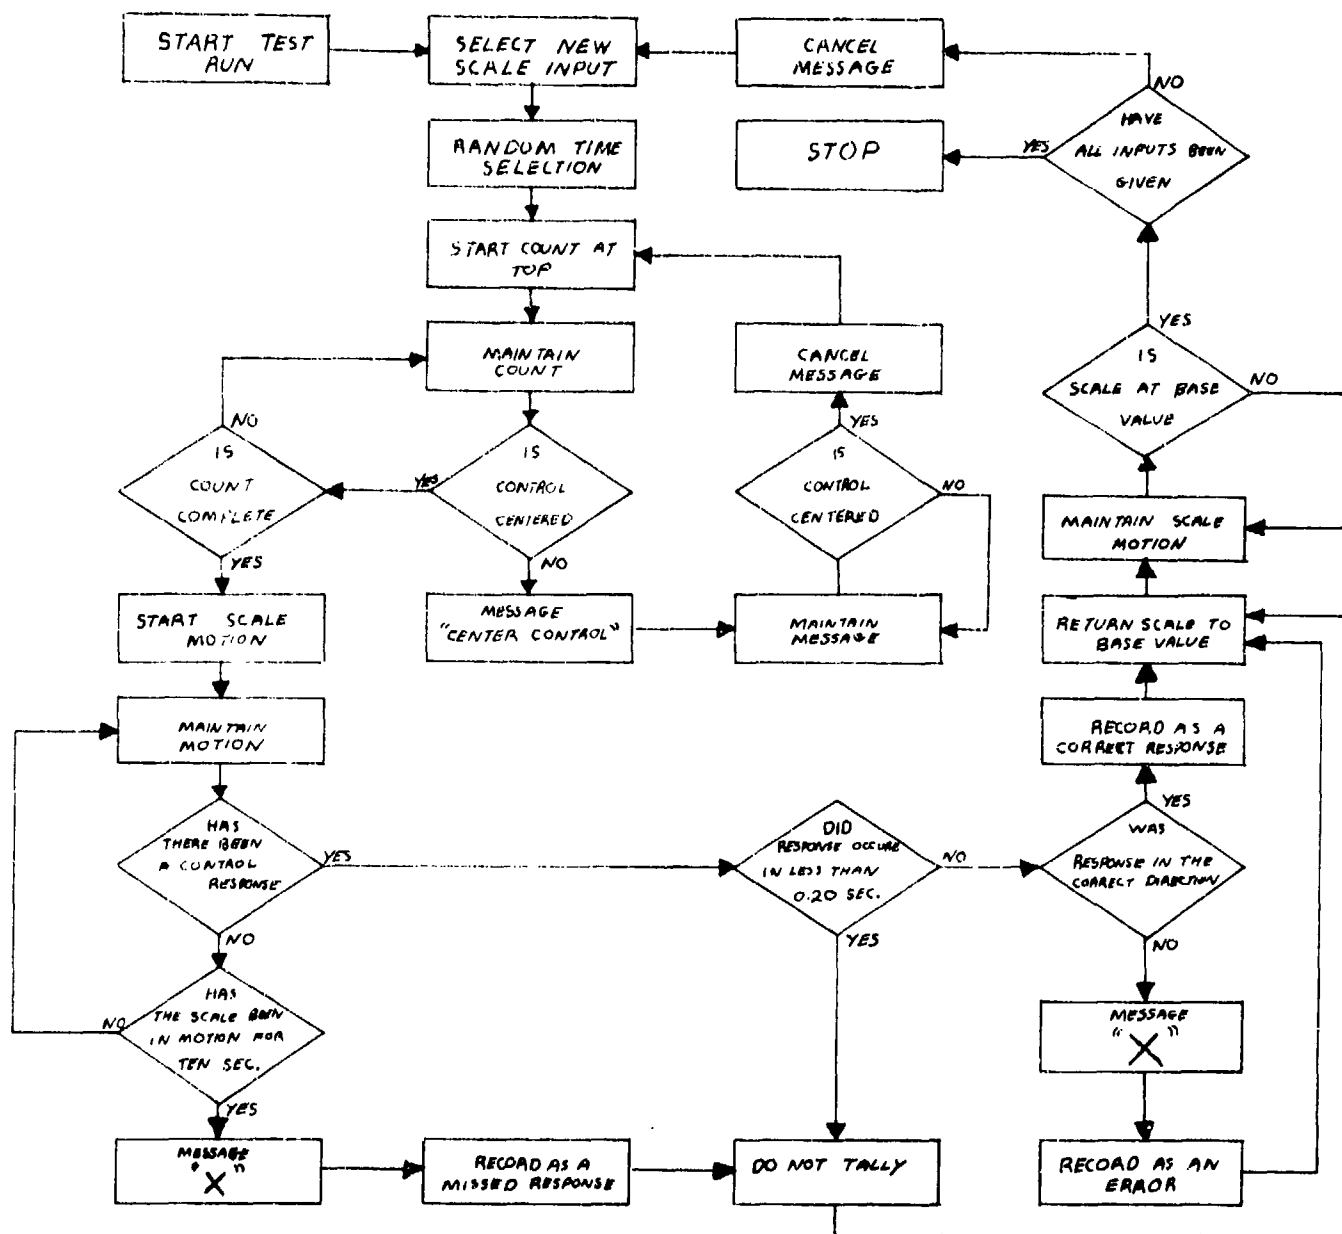 START TEST
RUN
SELECT NEW
SCALE INPUT
CANCEL
MESSAGE
NO
HAVE
ALL INPUTS BEEN
GIVEN
YES
STOP
RANDOM TIME
SELECTION
START COUNT AT
TOP
MAINTAIN
COUNT
CANCEL
MESSAGE
YES
IS
SCALE AT BASE
VALUE
NO
NO
IS
COUNT
COMPLETE
YES
YES
IS
CONTROL
CENTERED
NO
YES
IS
CONTROL
CENTERED
NO
MAINTAIN SCALE
MOTION
START SCALE
MOTION
MESSAGE
"CENTER CONTROL"
MAINTAIN
MESSAGE
RETURN SCALE TO
BASE VALUE
MAINTAIN
MOTION
RECORD AS A
CORRECT RESPONSE
HAS
THERE BEEN
A CONTROL
RESPONSE
YES
NO
DID
RESPONSE OCCURE
IN LESS THAN
0.20 SEC.
NO
YES
YES
WAS
RESPONSE IN THE
CORRECT DIRECTION
NO
HAS
THE SCALE BEEN
IN MOTION FOR
TEN SEC.
NO
YES
MESSAGE
"X"
MESSAGE
"X"
RECORD AS A
MISSED RESPONSE
DO NOT TALLY
RECORD AS AN
ERROR